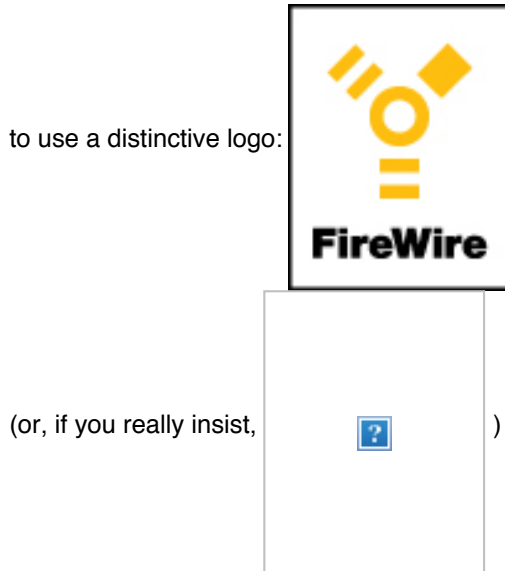 to use a distinctive logo:
FireWire
(or, if you really insist, ? )